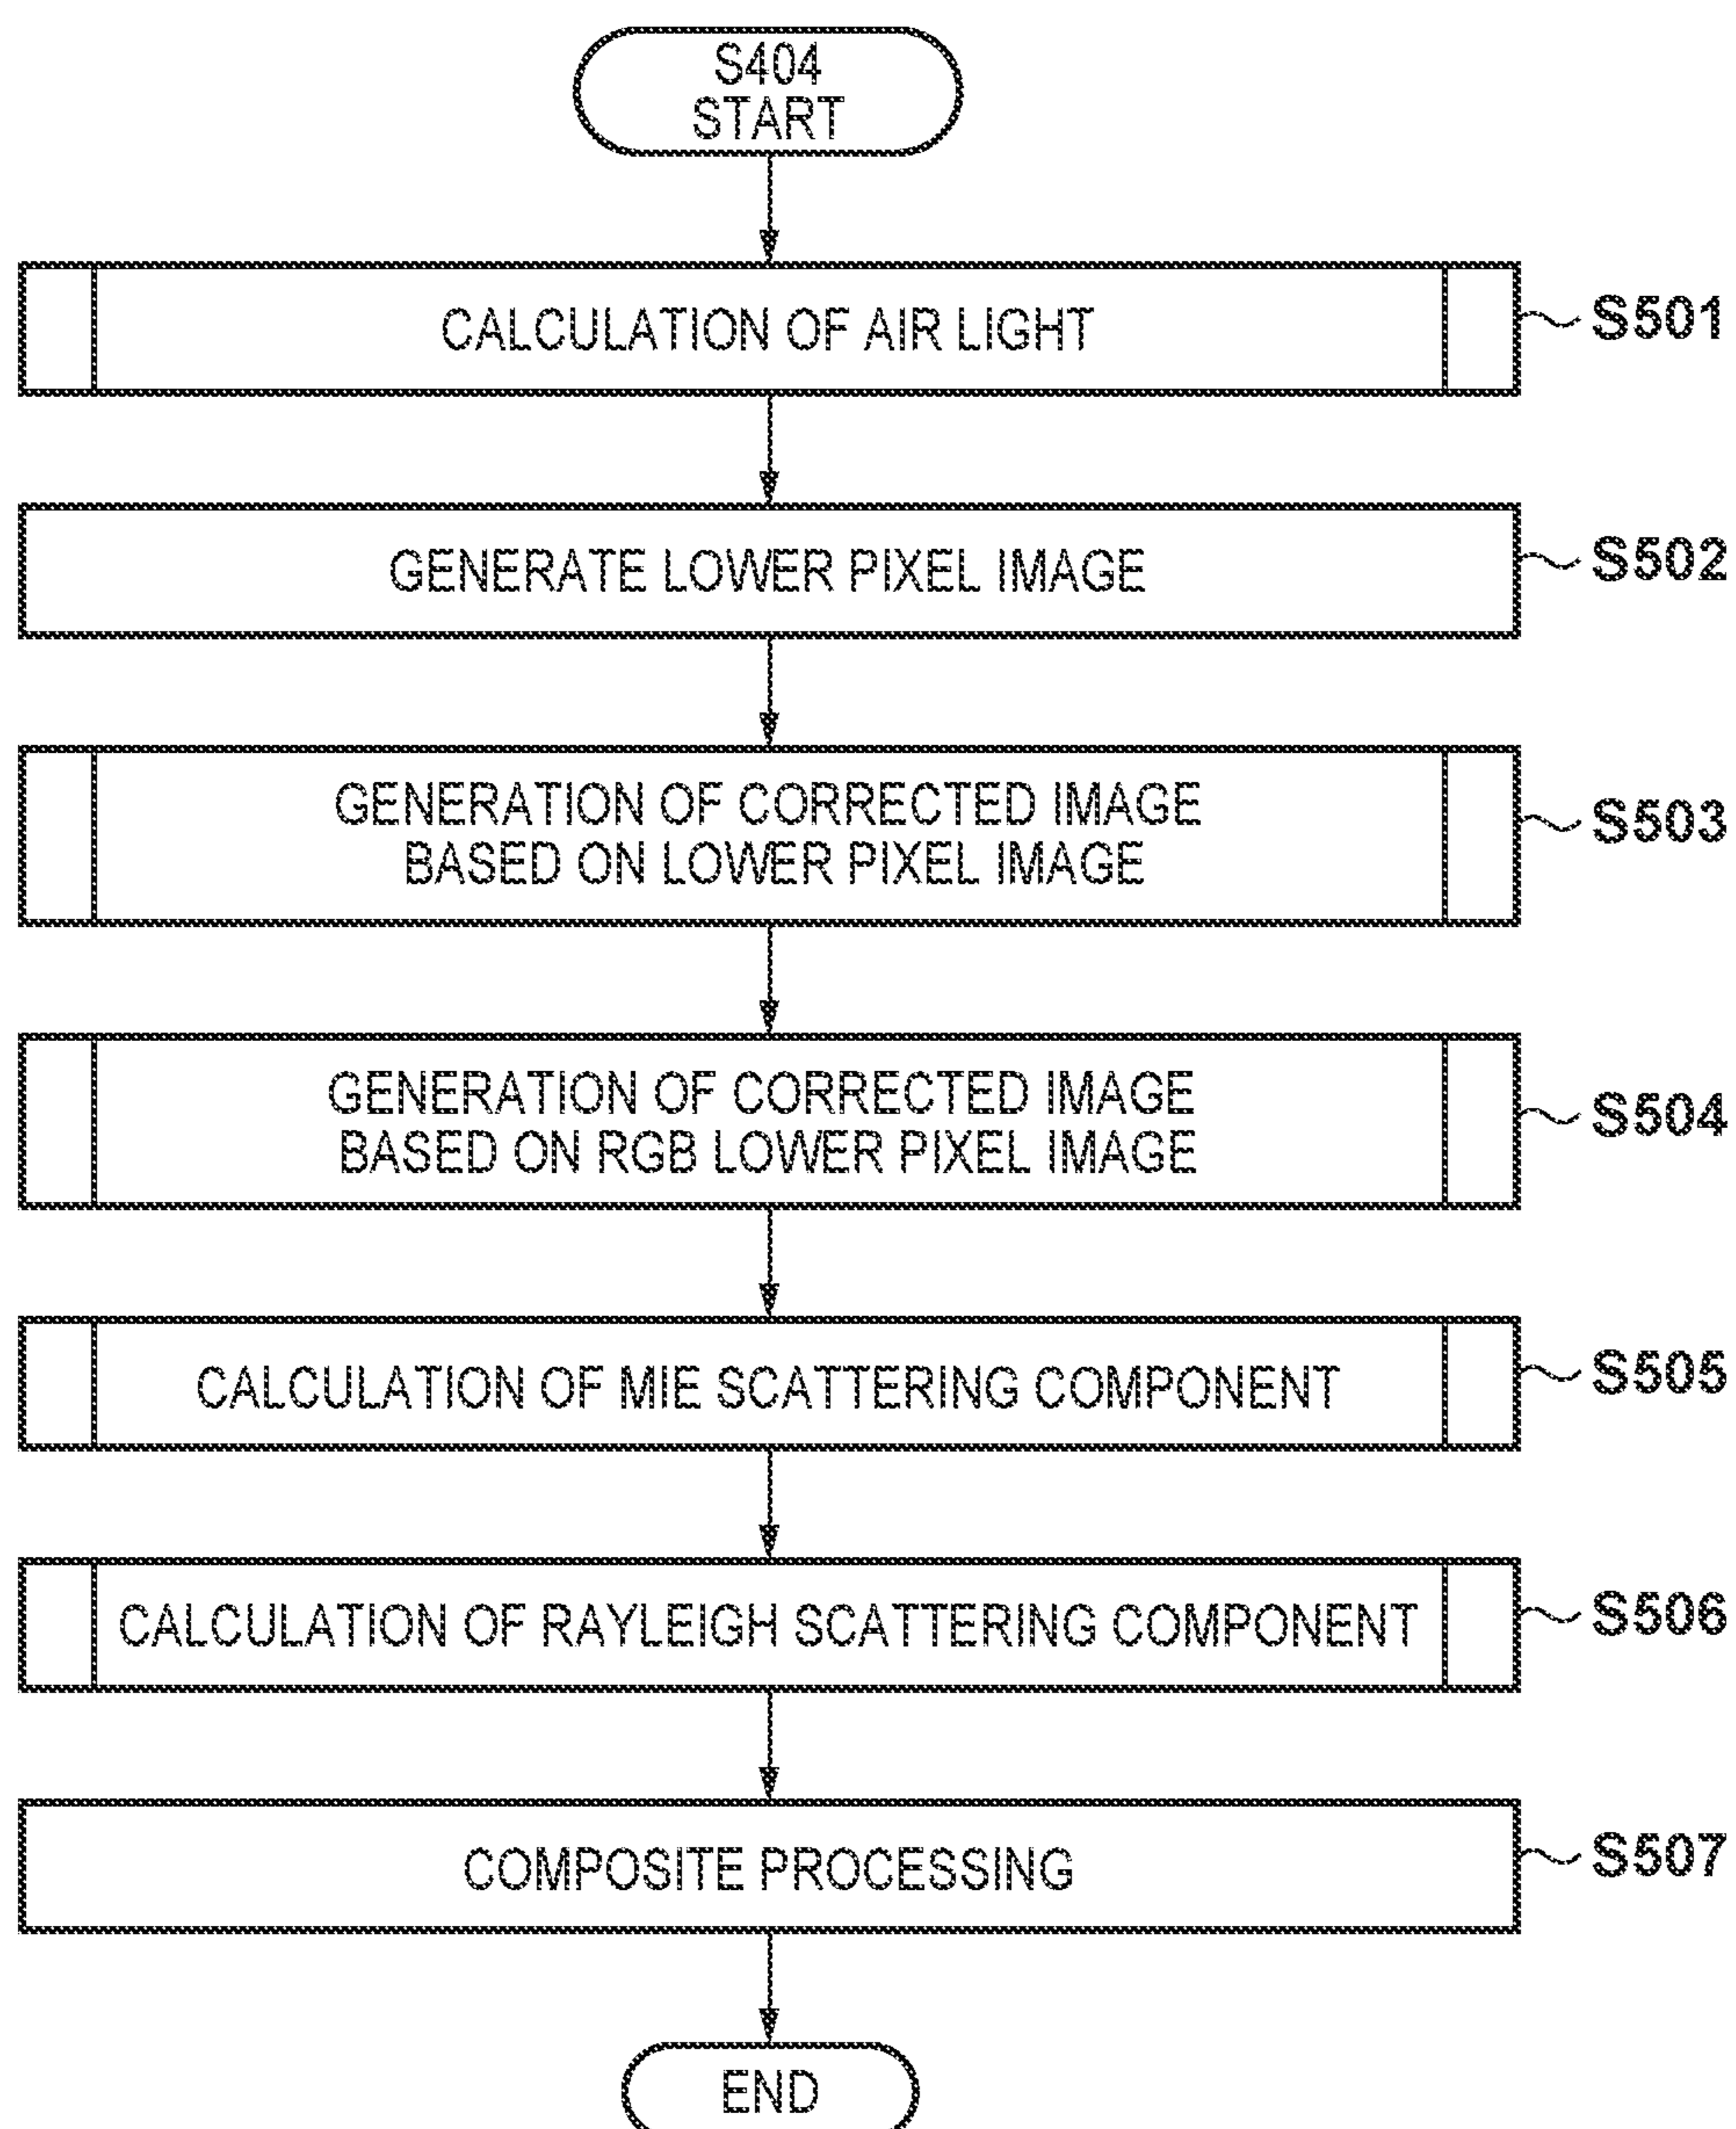 S404
START
CALCULATION OF AIR LIGHT
S501
GENERATE LOWER PIXEL IMAGE
S502
GENERATION OF CORRECTED IMAGE
BASED ON LOWER PIXEL IMAGE
S503
GENERATION OF CORRECTED IMAGE
BASED ON RGB LOWER PIXEL IMAGE
S504
CALCULATION OF MIE SCATTERING COMPONENT
S505
CALCULATION OF RAYLEIGH SCATTERING COMPONENT
S506
COMPOSITE PROCESSING
S507
END